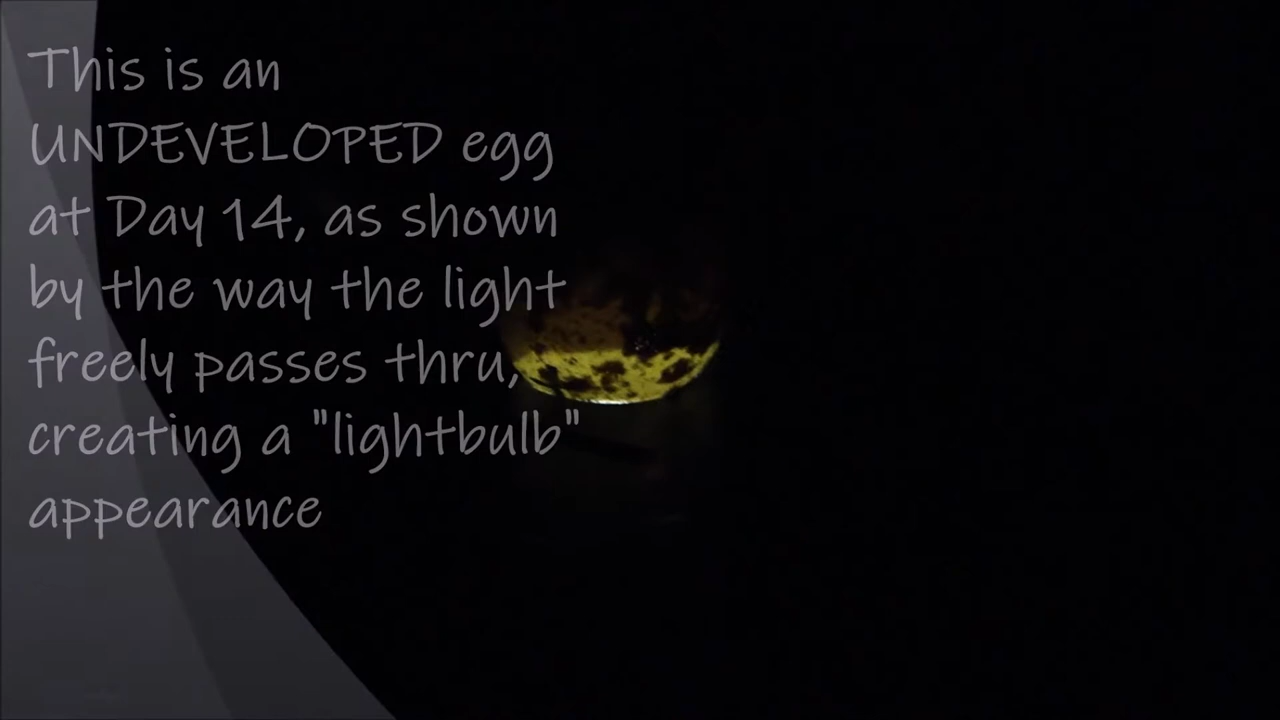 This is an
UNDEVELOPED egg
at Day 14, as shown
by the way the light
freely passes thru,
creating a "lightbulb"
appearance